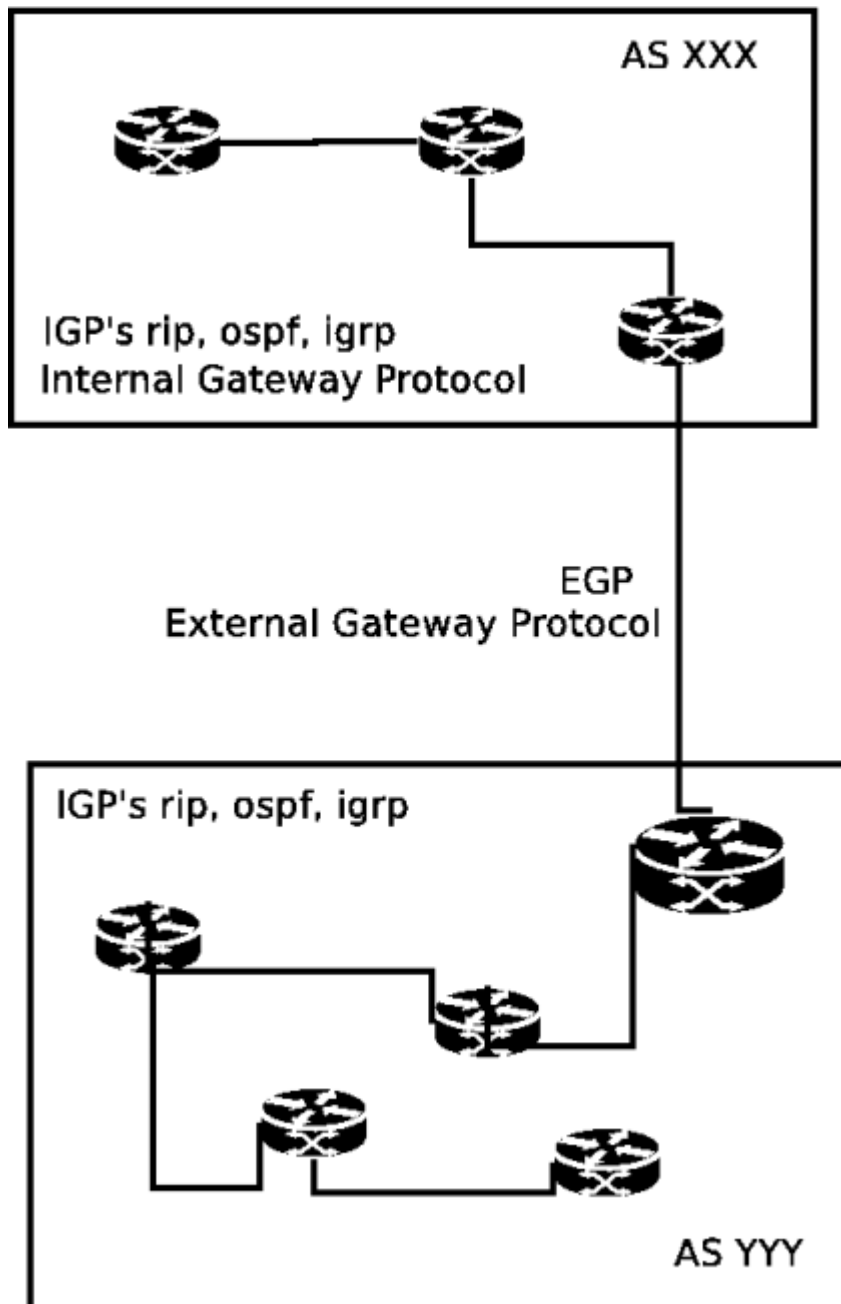 AS XXX
IGP's rip, ospf, igrp
Internal Gateway Protocol
EGP
External Gateway Protocol
IGP's rip, ospf, igrp
AS YYY